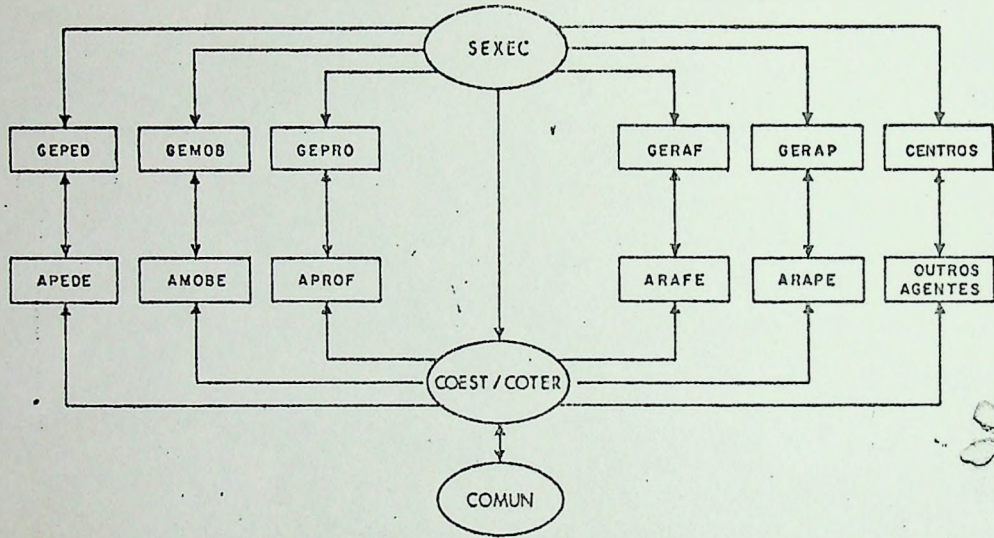 SEXEC
GEPED
GEMOB
GEPRO
GERAF
GERAP
CENTROS
APEDE
AMOBE
APROF
ARAFE
ARAPE
OUTROS
AGENTES
COEST / COTER
COMUN